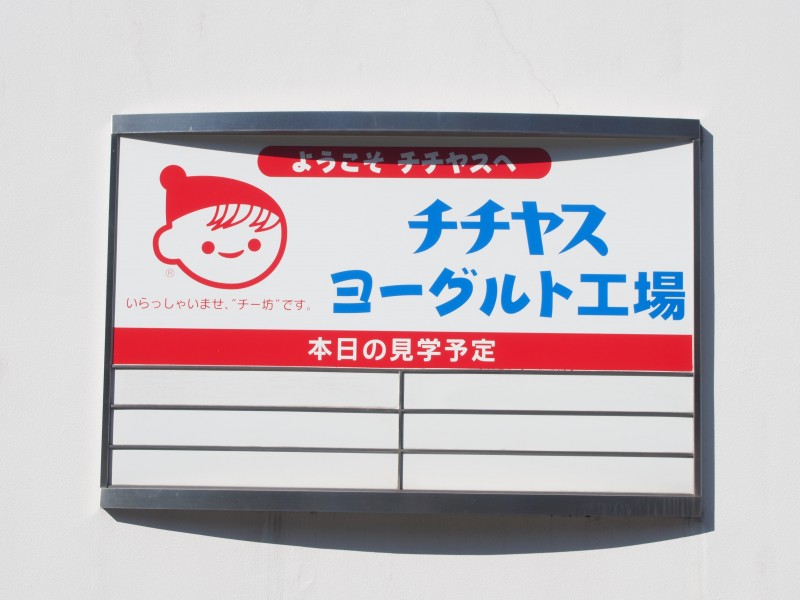 ようこそ チチヤスへ
チチヤス
ヨーグルト工場
®
いらっしゃいませ、“チー坊”です。
本日の見学予定